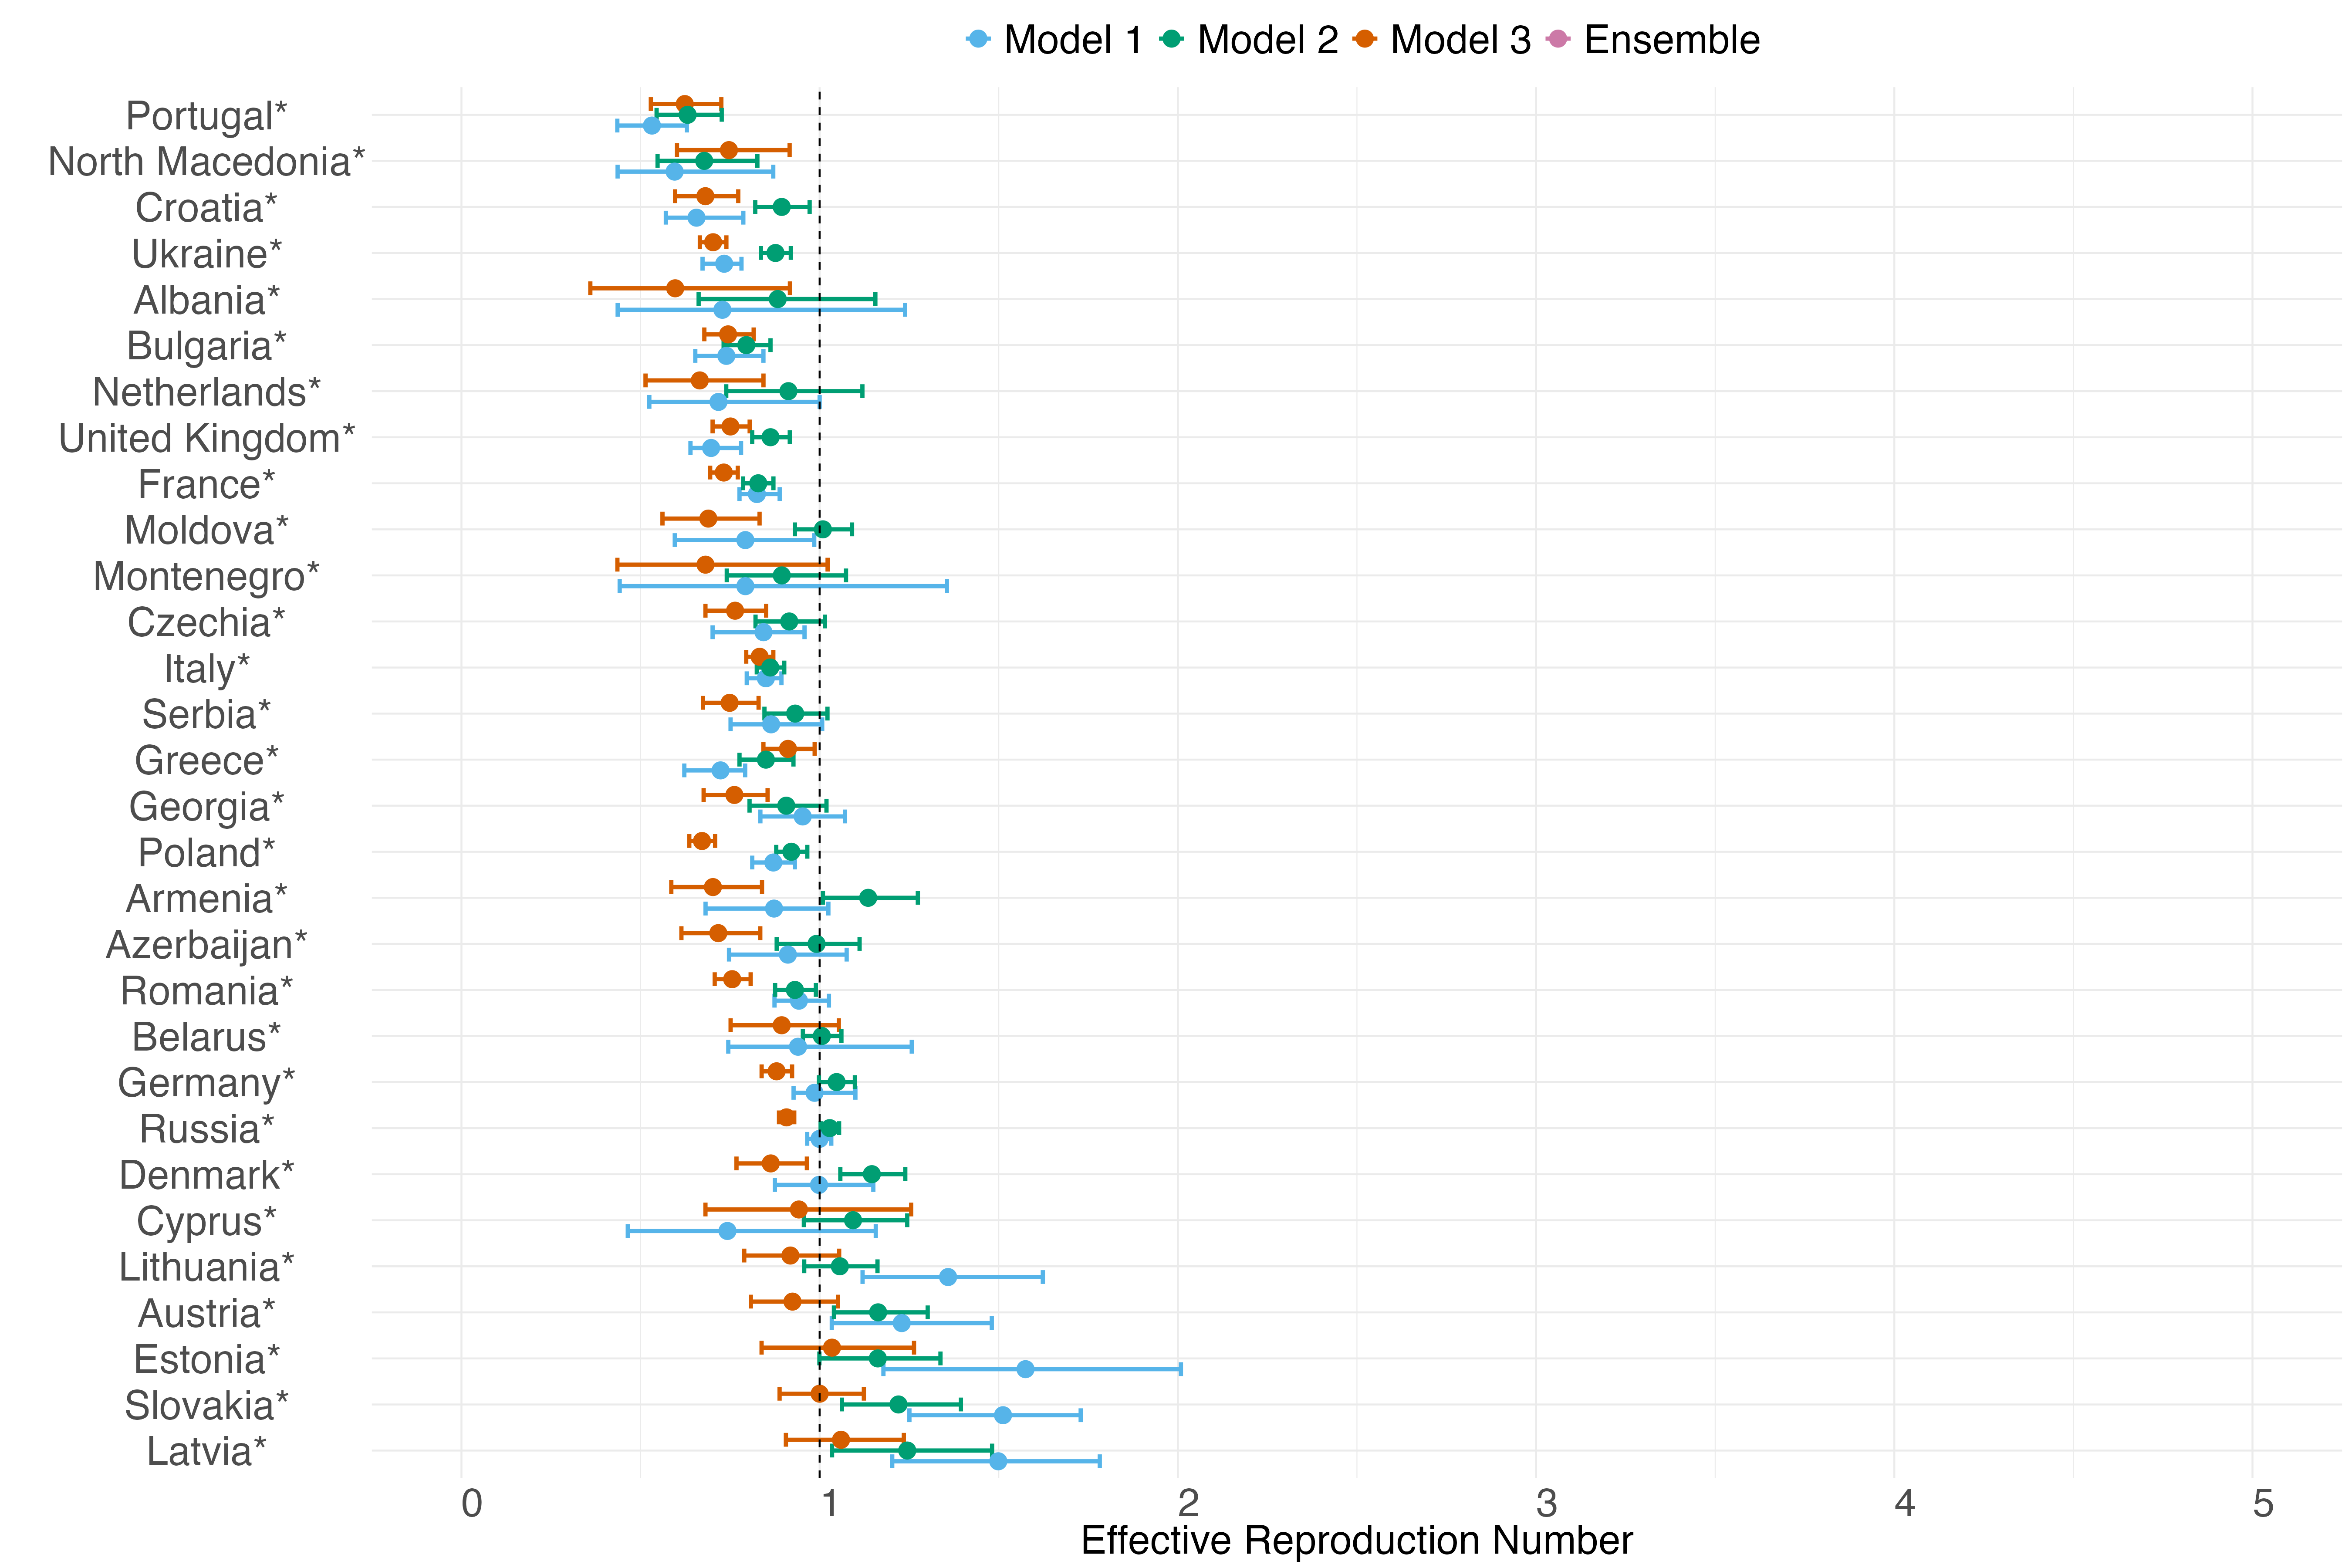 Model 1 Model 2 Model 3 Ensemble
Portugal*
North Macedonia*
Croatia*
Ukraine*
Albania*
Bulgaria*
Netherlands*
United Kingdom*
France*
Moldova*
Montenegro*
Czechia*
Italy*
Serbia*
Greece*
Georgia*
Poland*
Armenia*
Azerbaijan*
Romania*
Belarus*
Germany*
Russia*
Denmark*
Cyprus*
Lithuania*
Austria*
Estonia*
Slovakia*
Latvia*
0 1 2 3 4 5
Effective Reproduction Number